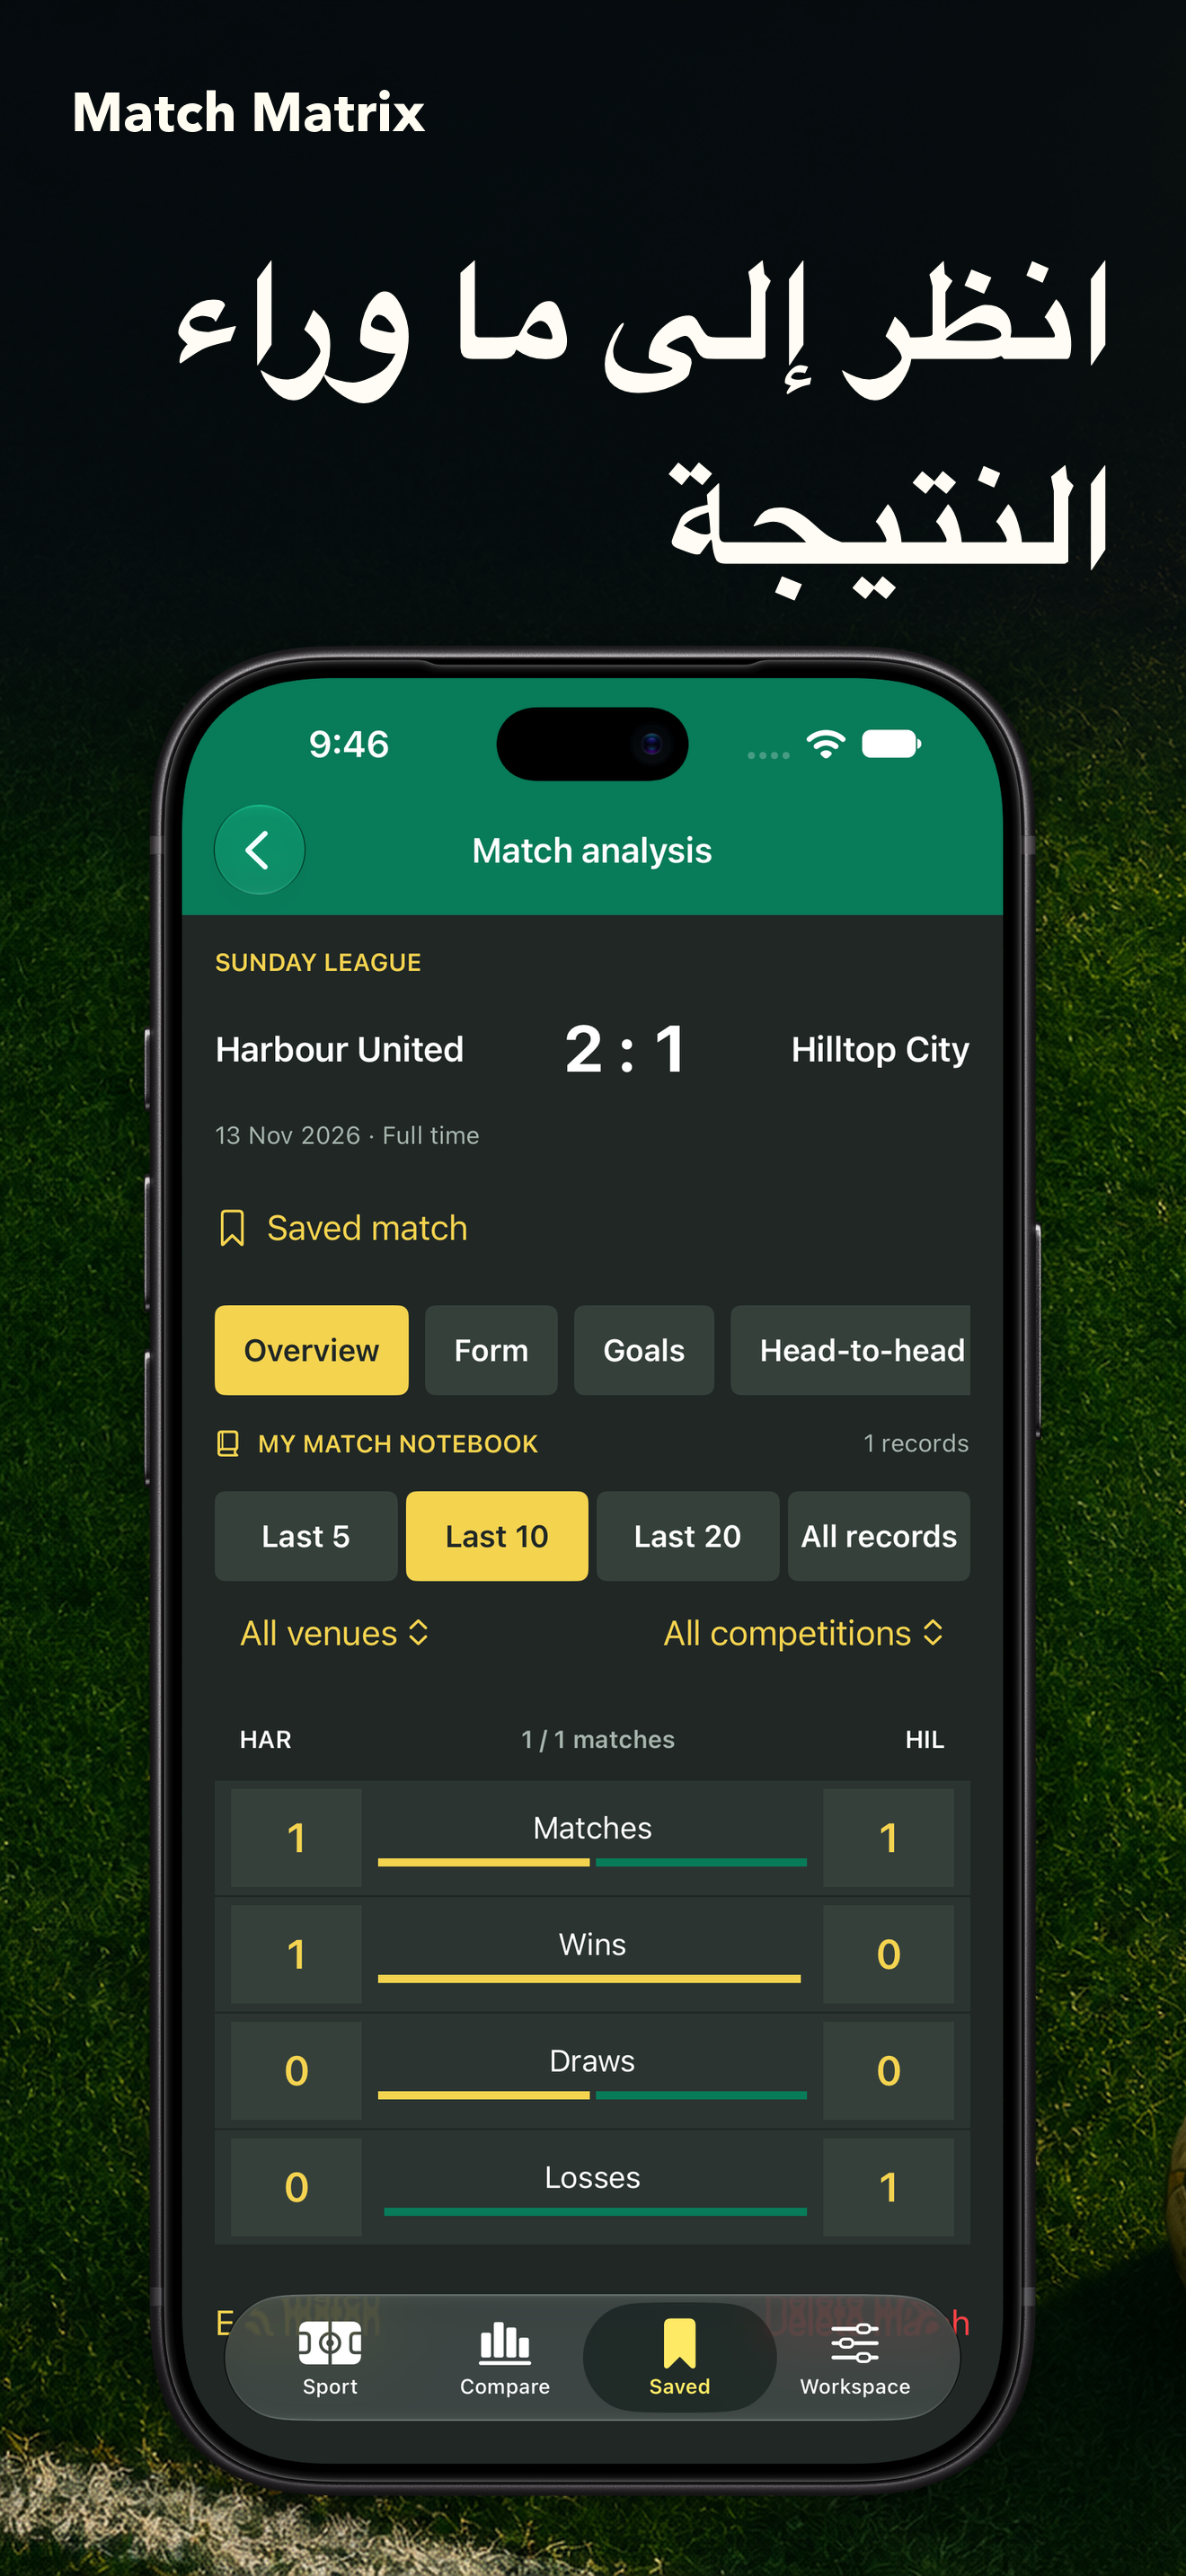 Match Matrix
انظر إلى ما وراء
النتيجة
9:46
Match analysis
SUNDAY LEAGUE
Harbour United 2 : 1 Hilltop City
13 Nov 2026 · Full time
Saved match
Overview Form Goals Head-to-head
MY MATCH NOTEBOOK 1 records
Last 5 Last 10 Last 20 All records
All venues All competitions
HAR 1 / 1 matches HIL
1 Matches 1
1 Wins 0
0 Draws 0
0 Losses 1
Sport Compare Saved Workspace